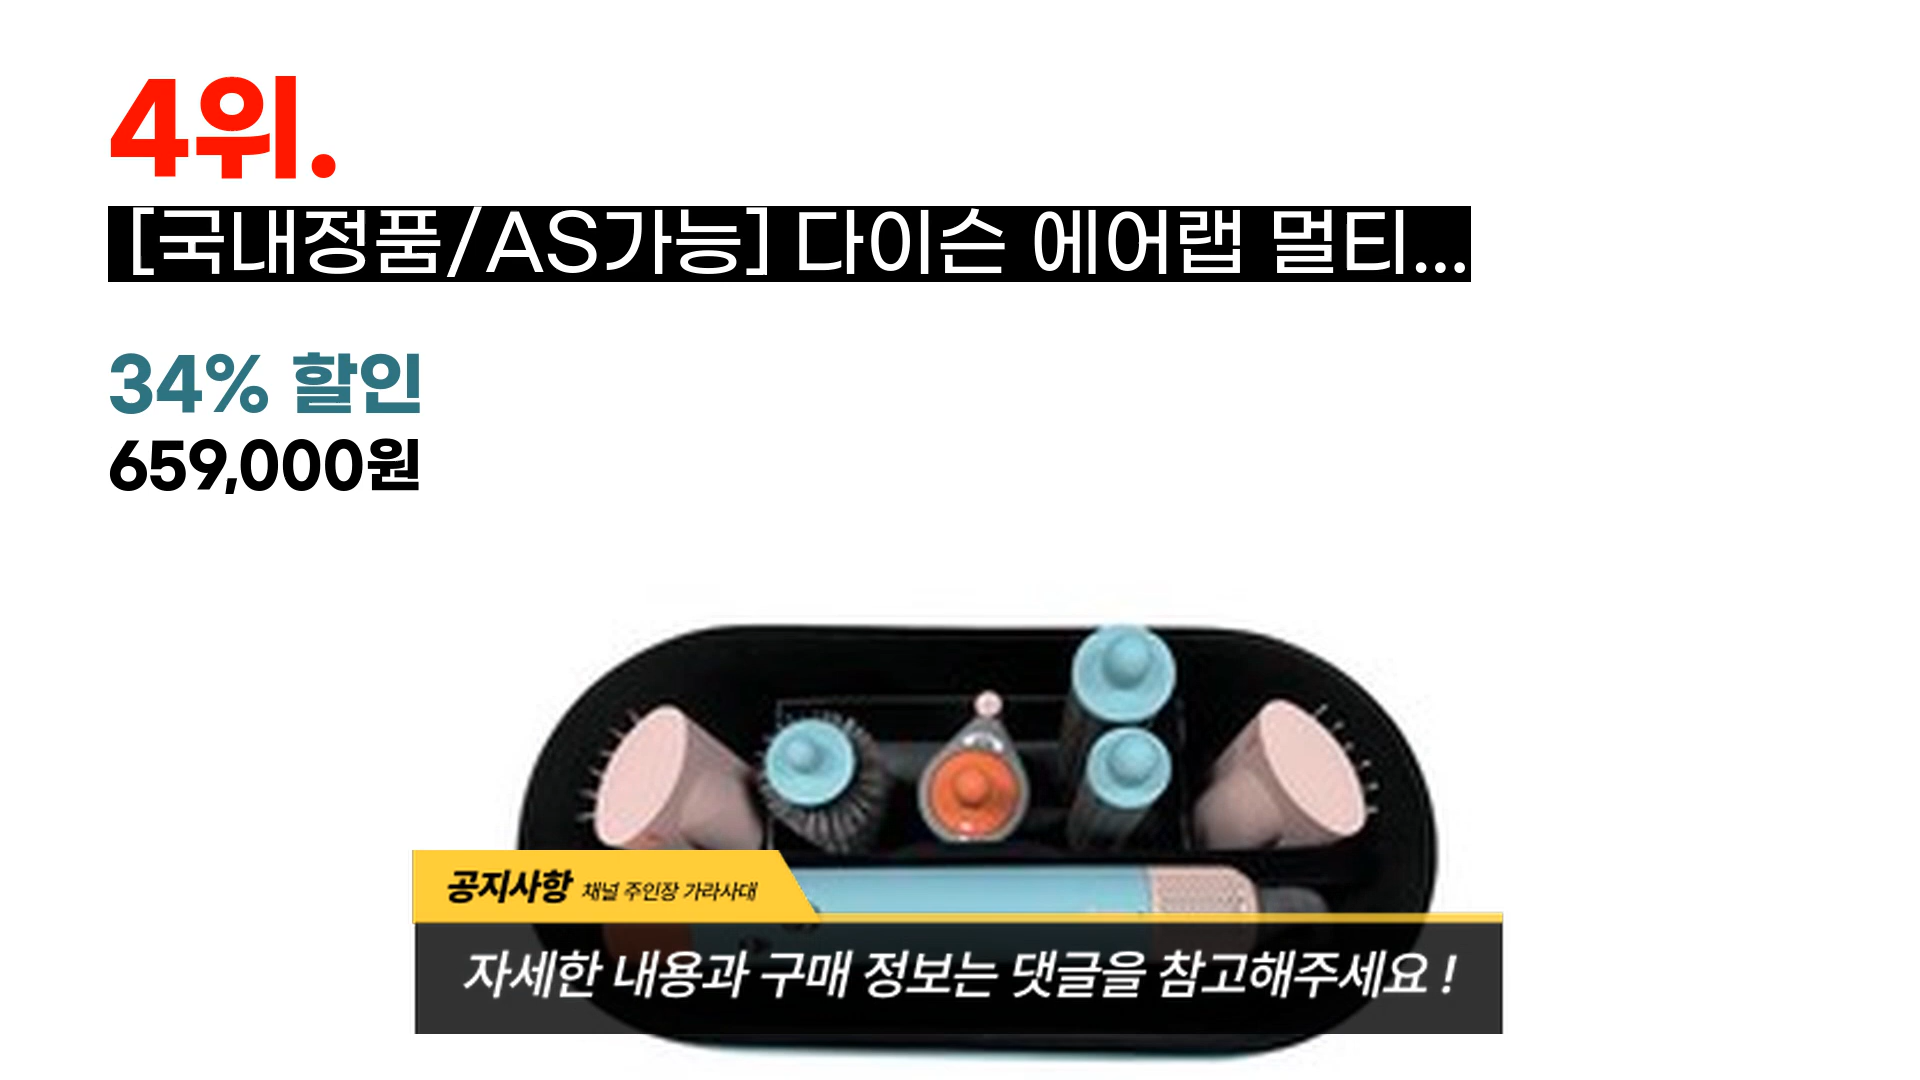 4위.
[국내정품/AS가능] 다이슨 에어랩 멀티...
34% 할인
659,000원
공지사항 채널 주인장 가라사대
자세한 내용과 구매 정보는 댓글을 참고해주세요 !